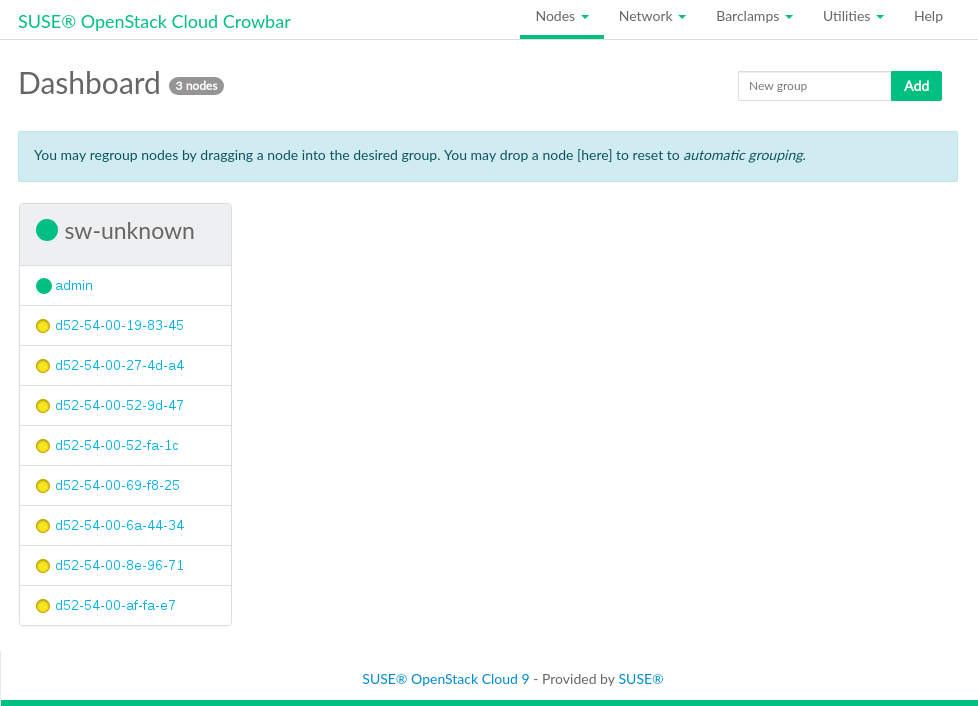 SUSE® OpenStack Cloud Crowbar
Nodes Network Barclamps Utilities Help
Dashboard 3 nodes
New group Add
You may regroup nodes by dragging a node into the desired group. You may drop a node [here] to reset to automatic grouping.
sw-unknown
admin
d52-54-00-19-83-45
d52-54-00-27-4d-a4
d52-54-00-52-9d-47
d52-54-00-52-fa-1c
d52-54-00-69-f8-25
d52-54-00-6a-44-34
d52-54-00-8e-96-71
d52-54-00-af-fa-e7
SUSE® OpenStack Cloud 9 - Provided by SUSE®